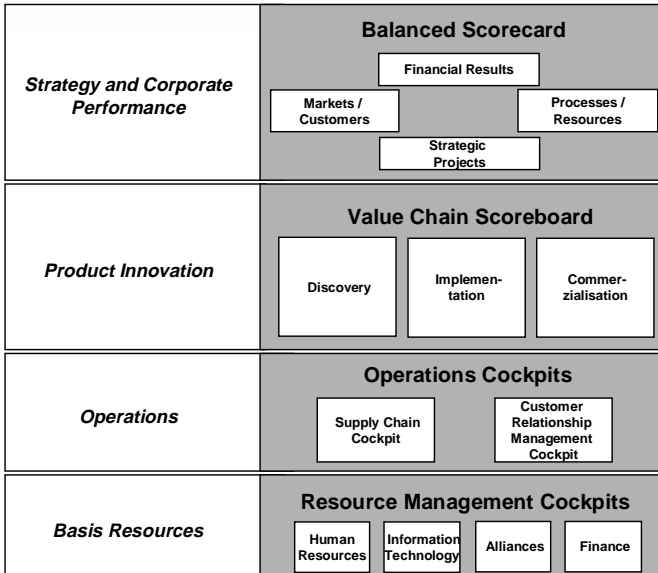 Strategy and Corporate
Performance
Balanced Scorecard
Financial Results
Markets /
Customers
Processes /
Resources
Strategic
Projects
Product Innovation
Value Chain Scoreboard
Discovery
Implemen-
tation
Commer-
zialisation
Operations
Operations Cockpits
Supply Chain
Cockpit
Customer
Relationship
Management
Cockpit
Basis Resources
Resource Management Cockpits
Human
Resources
Information
Technology
Alliances
Finance